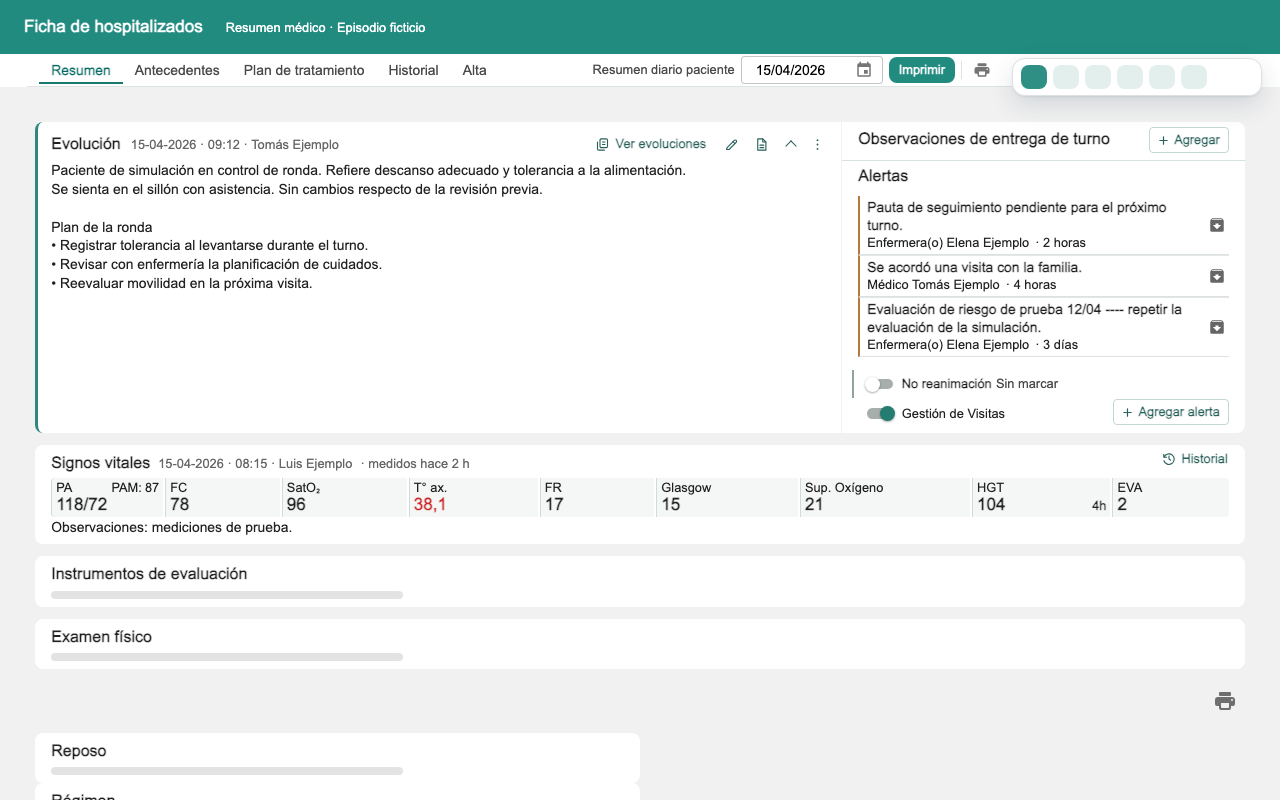 Ficha de hospitalizados
Resumen médico · Episodio ficticio
Resumen
Antecedentes
Plan de tratamiento
Historial
Alta
Resumen diario paciente
15/04/2026
Imprimir
Evolución
15-04-2026 · 09:12 · Tomás Ejemplo
Ver evoluciones
Paciente de simulación en control de ronda. Refiere descanso adecuado y tolerancia a la alimentación.
Se sienta en el sillón con asistencia. Sin cambios respecto de la revisión previa.
Plan de la ronda
• Registrar tolerancia al levantarse durante el turno.
• Revisar con enfermería la planificación de cuidados.
• Reevaluar movilidad en la próxima visita.
Observaciones de entrega de turno
+ Agregar
Alertas
Pauta de seguimiento pendiente para el próximo
turno.
Enfermera(o) Elena Ejemplo · 2 horas
Se acordó una visita con la familia.
Médico Tomás Ejemplo · 4 horas
Evaluación de riesgo de prueba 12/04 ---- repetir la
evaluación de la simulación.
Enfermera(o) Elena Ejemplo · 3 días
No reanimación Sin marcar
Gestión de Visitas
+ Agregar alerta
Signos vitales
15-04-2026 · 08:15 · Luis Ejemplo · medidos hace 2 h
Historial
PA PAM: 87
118/72
FC
78
SatO₂
96
T° ax.
38,1
FR
17
Glasgow
15
Sup. Oxígeno
21
HGT
104 4h
EVA
2
Observaciones: mediciones de prueba.
Instrumentos de evaluación
Examen físico
Reposo
Régimen